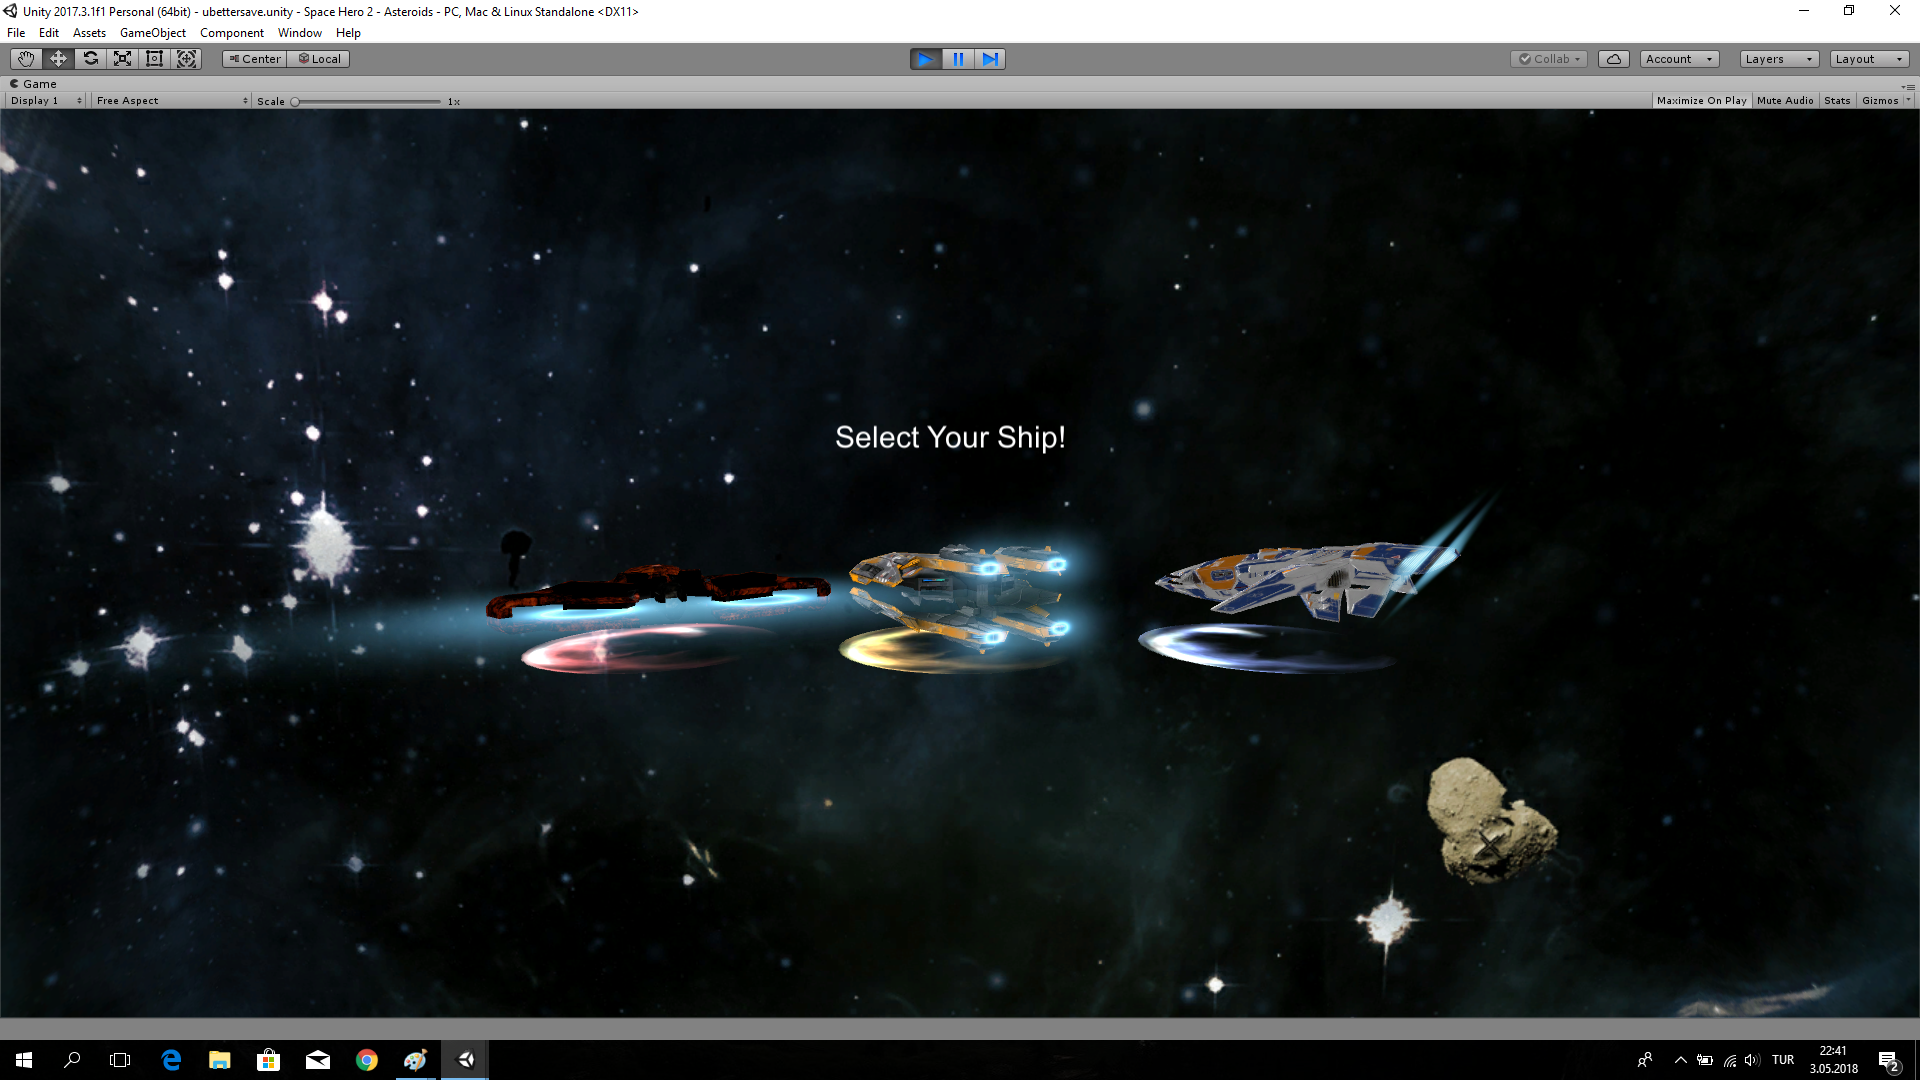 Unity 2017.3.1f1 Personal (64bit) - ubettersave.unity - Space Hero 2 - Asteroids - PC, Mac & Linux Standalone <DX11>
File Edit Assets GameObject Component Window Help
Center Local Collab Account Layers Layout
Game
Display 1 Free Aspect Scale 1x Maximize On Play Mute Audio Stats Gizmos
Select Your Ship!
TUR
22:41
3.05.2018
2